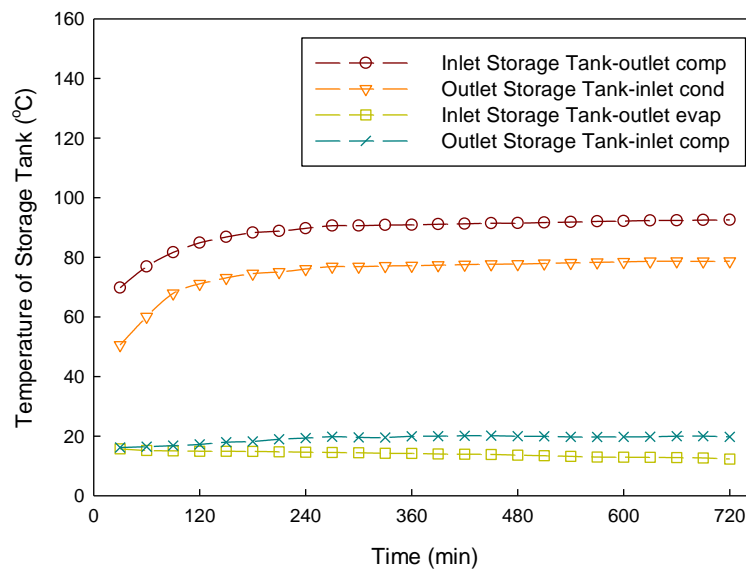 160
140
120
100
80
60
40
20
0
Temperature of Storage Tank (°C)
Inlet Storage Tank-outlet comp
Outlet Storage Tank-inlet cond
Inlet Storage Tank-outlet evap
Outlet Storage Tank-inlet comp
0 120 240 360 480 600 720
Time (min)